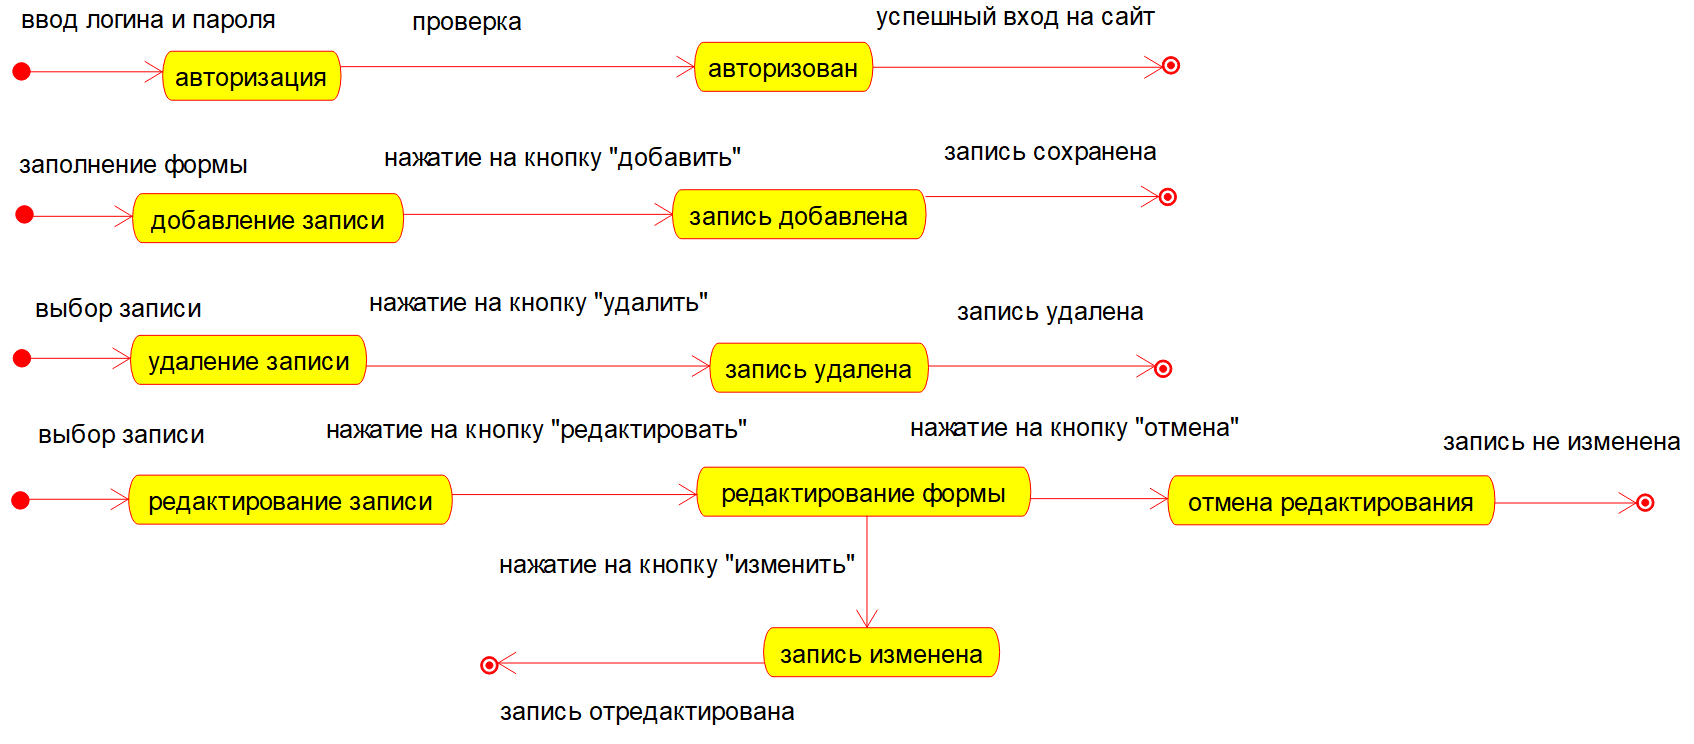 ввод логина и пароля
проверка
успешный вход на сайт
авторизация
авторизован
заполнение формы
нажатие на кнопку "добавить"
запись сохранена
добавление записи
запись добавлена
выбор записи
нажатие на кнопку "удалить"
запись удалена
удаление записи
запись удалена
выбор записи
нажатие на кнопку "редактировать"
нажатие на кнопку "отмена"
запись не изменена
редактирование записи
редактирование формы
отмена редактирования
нажатие на кнопку "изменить"
запись изменена
запись отредактирована